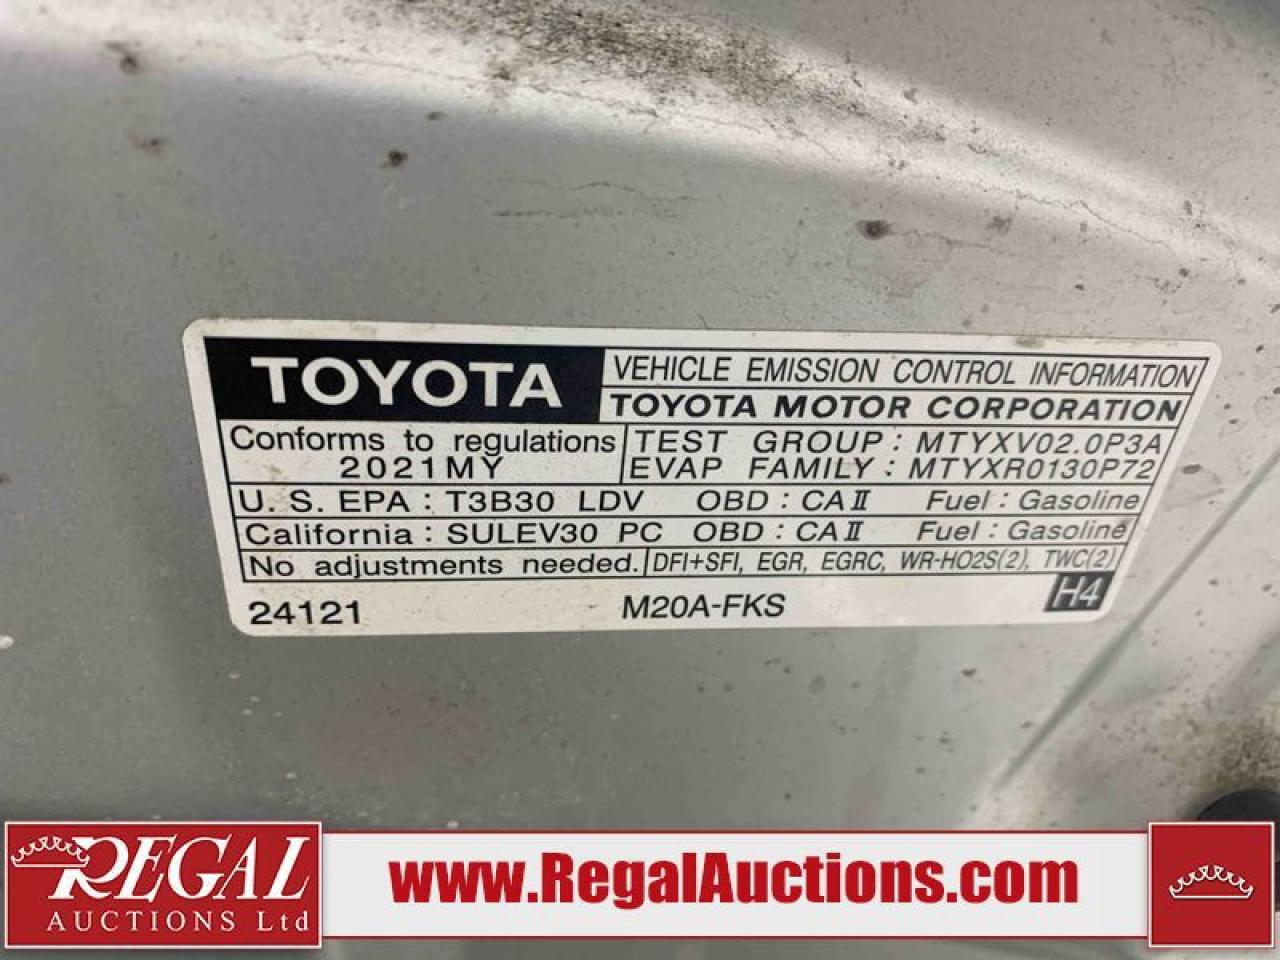 TOYOTA
VEHICLE EMISSION CONTROL INFORMATION
TOYOTA MOTOR CORPORATION
Conforms to regulations
2021MY
TEST GROUP : MTYXV02.0P3A
EVAP FAMILY : MTYXR0130P72
U. S. EPA : T3B30 LDV OBD : CAⅡ Fuel : Gasoline
California : SULEV30 PC OBD : CAⅡ Fuel : Gasoline
No adjustments needed. DFI+SFI, EGR, EGRC, WR-HO2S(2), TWC(2)
24121 M20A-FKS H4
REGAL
AUCTIONS Ltd
www.RegalAuctions.com